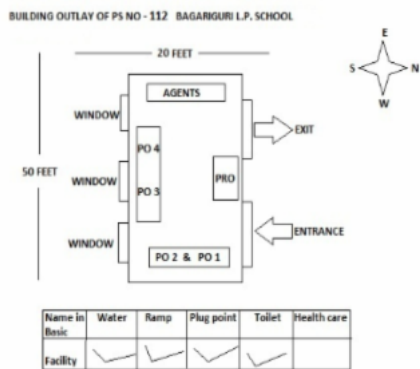 BUILDING OUTLAY OF PS NO - 112 BAGARIGURI L.P. SCHOOL
20 FEET
E
S N
W
AGENTS
WINDOW
EXIT
PO 4
50 FEET
WINDOW
PO 3
PRO
WINDOW
ENTRANCE
PO 2 & PO 1
Name in Basic Water Ramp Plug point Toilet Health care
Facility